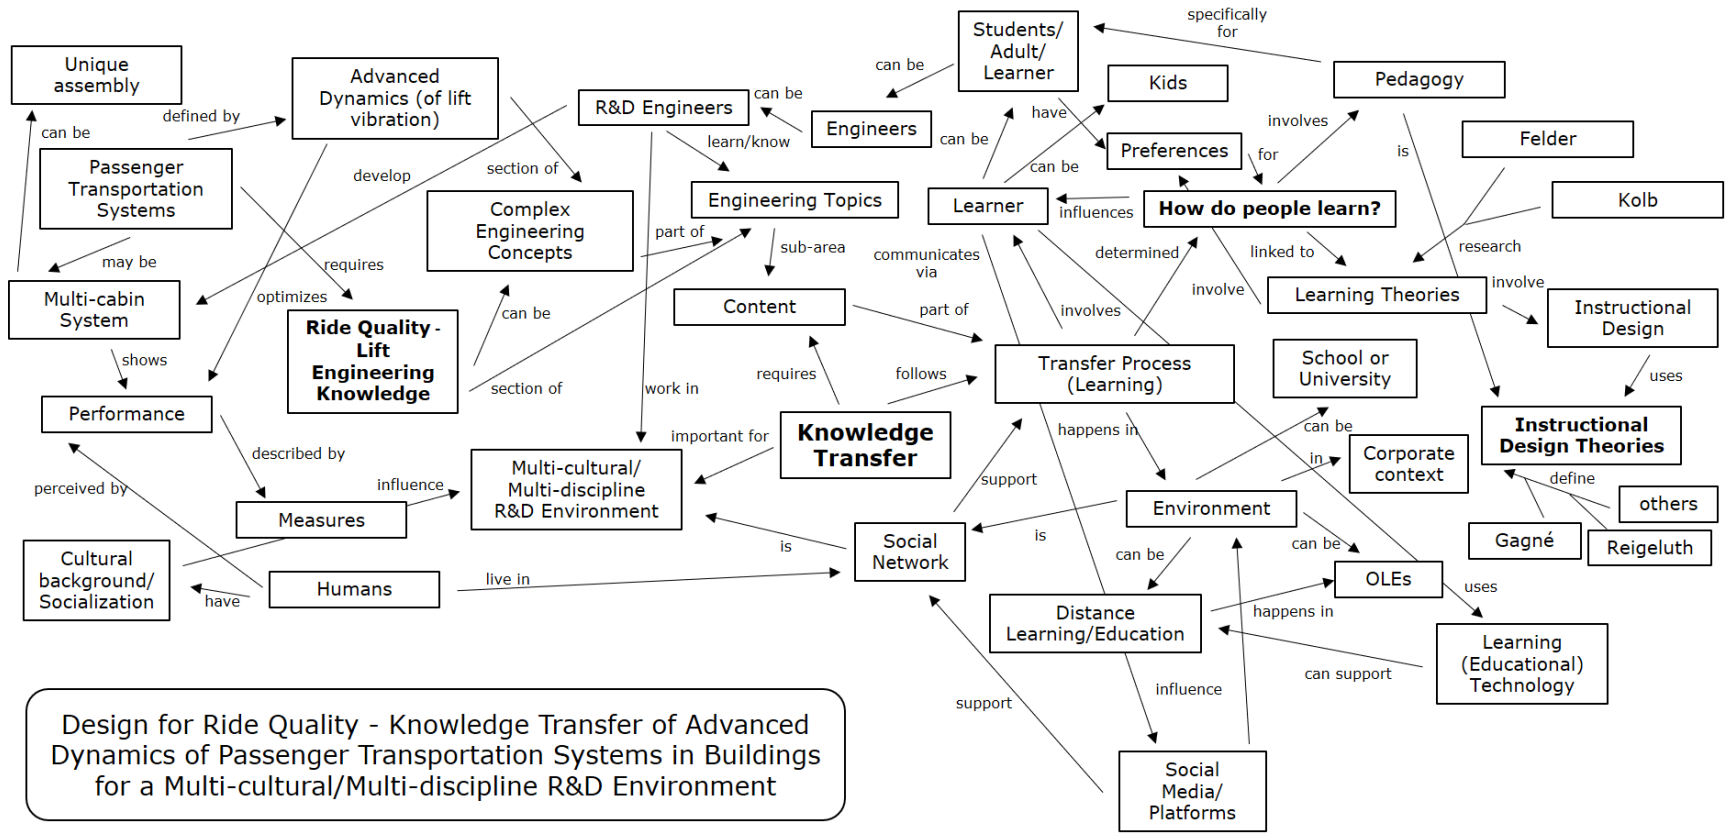 specifically
for
Students/
Adult/
Learner
Unique
assembly
Advanced
Dynamics (of lift
vibration)
can be
Kids
Pedagogy
R&D Engineers
can be
Engineers
have
involves
defined by
can be
learn/know
can be
Preferences
for
is
Felder
Passenger
Transportation
Systems
develop
section of
can be
Engineering Topics
Learner
influences
How do people learn?
Kolb
Complex
Engineering
Concepts
part of
sub-area
communicates
via
determined
linked to
research
may be
requires
Multi-cabin
System
optimizes
Content
part of
involves
involve
Learning Theories
involve
Instructional
Design
can be
Ride Quality -
Lift
Engineering
Knowledge
shows
Transfer Process
(Learning)
School or
University
requires
follows
section of
work in
uses
Performance
Knowledge
Transfer
important for
happens in
can be
Instructional
Design Theories
described by
Multi-cultural/
Multi-discipline
R&D Environment
in
Corporate
context
perceived by
influence
support
define
Measures
Environment
others
Gagné
Reigeluth
Cultural
background/
Socialization
is
Social
Network
is
can be
can be
Humans
have
live in
OLEs
uses
Distance
Learning/Education
happens in
Learning
(Educational)
Technology
can support
influence
support
Social
Media/
Platforms
Design for Ride Quality - Knowledge Transfer of Advanced
Dynamics of Passenger Transportation Systems in Buildings
for a Multi-cultural/Multi-discipline R&D Environment